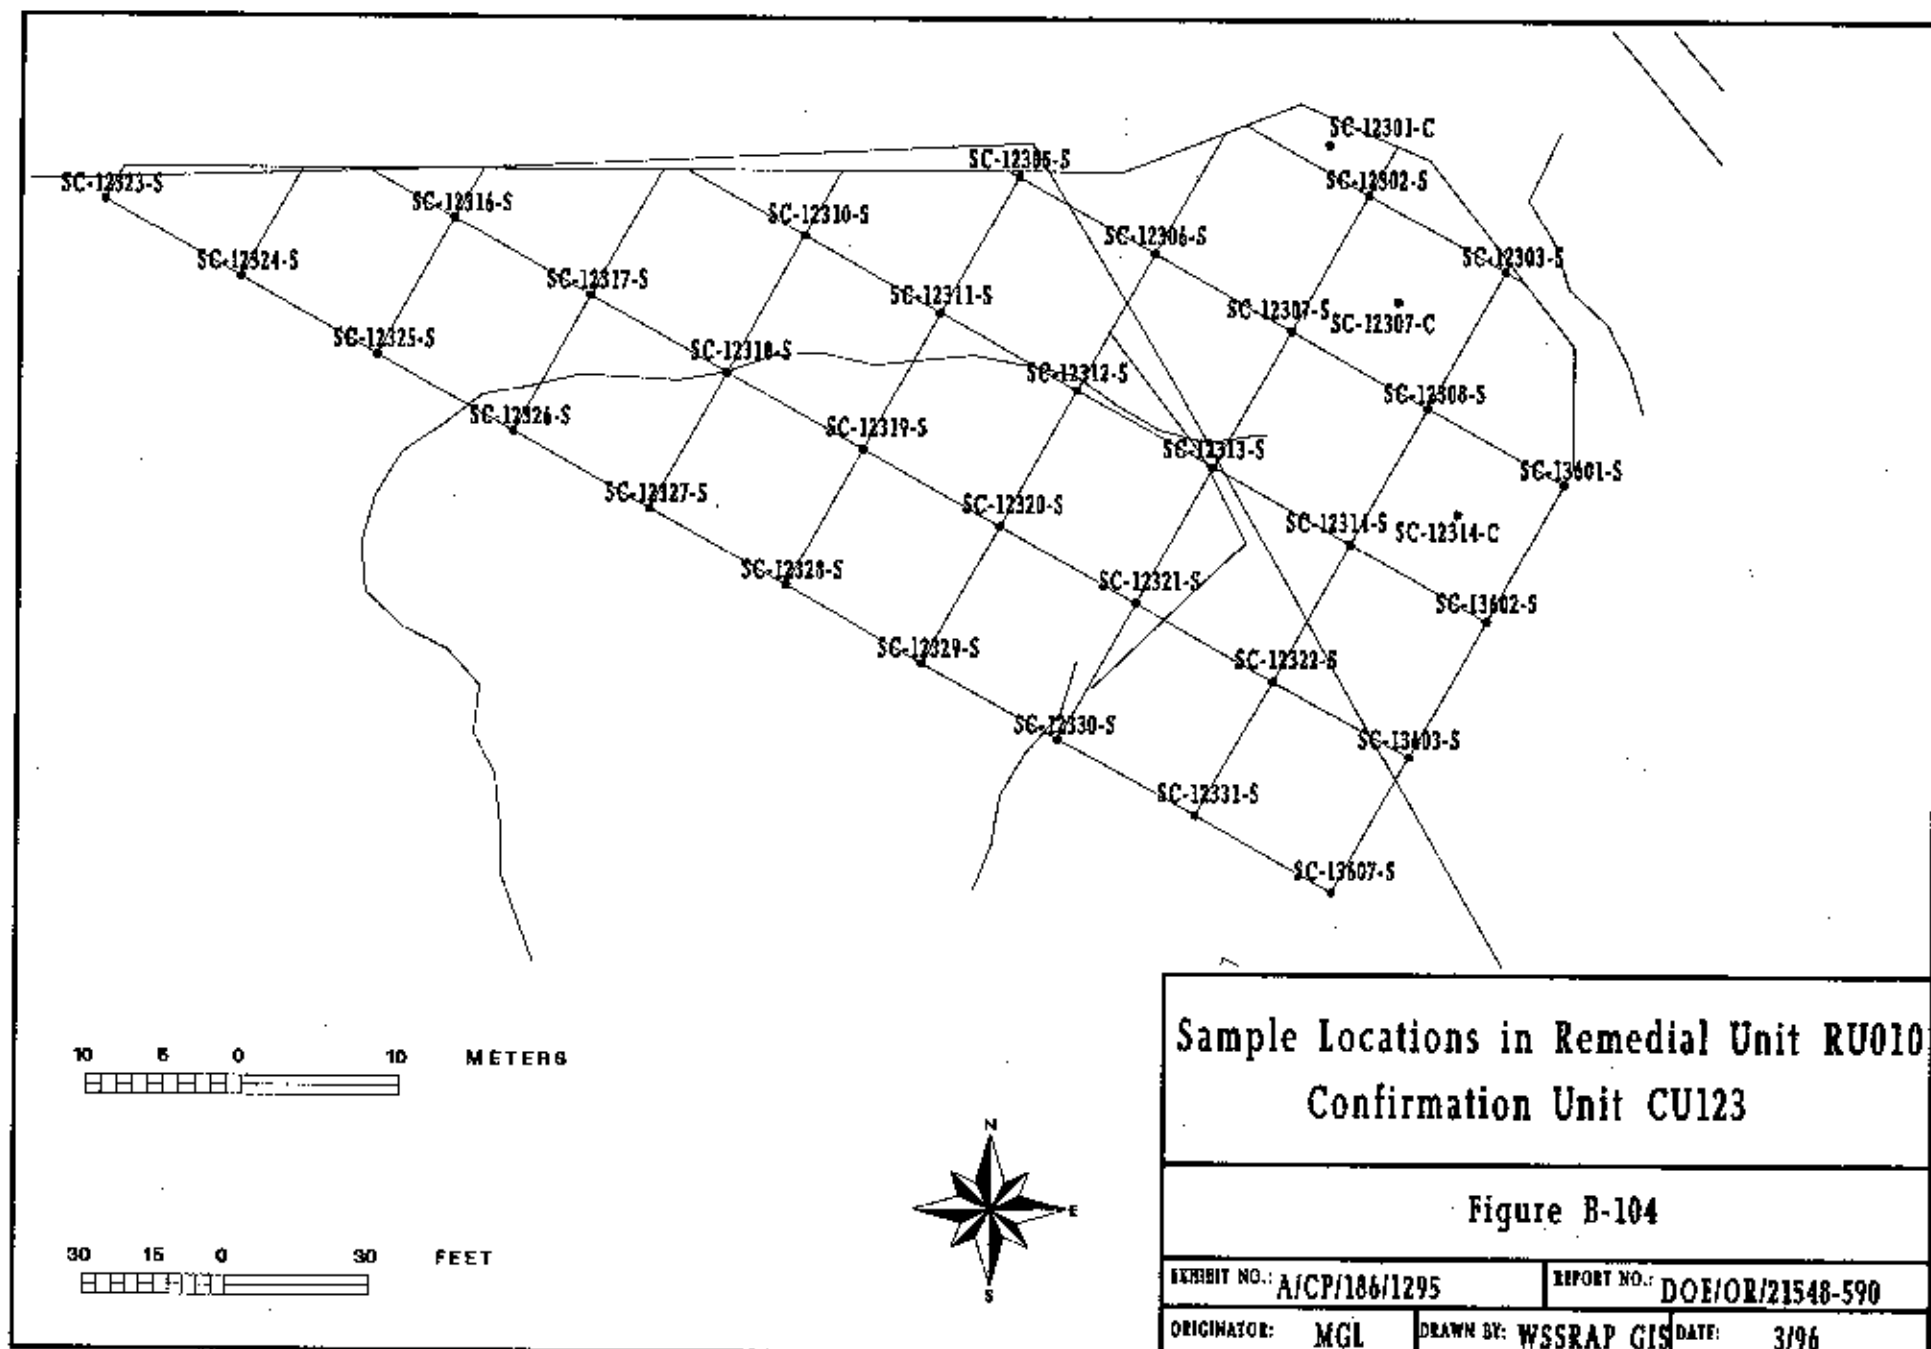 SC-12301-C
SC-12305-S
SC-12302-S
SC-12323-S
SC-12316-S
SC-12310-S
SC-12306-S
SC-12303-S
SC-12324-S
SC-12317-S
SC-12311-S
SC-12307-S
SC-12307-C
SC-12325-S
SC-12318-S
SC-12312-S
SC-12308-S
SC-12326-S
SC-12319-S
SC-12313-S
SC-13601-S
SC-12327-S
SC-12320-S
SC-12314-S
SC-12314-C
SC-12328-S
SC-12321-S
SC-13602-S
SC-12329-S
SC-12322-S
SC-12330-S
SC-13603-S
SC-12331-S
SC-13607-S
10 5 0 10 METERS
30 15 0 30 FEET
N
E
S
Sample Locations in Remedial Unit RU010
Confirmation Unit CU123
Figure B-104
EXHIBIT NO.: A/CP/186/1295
REPORT NO.: DOE/OR/21548-590
ORIGINATOR: MGL
DRAWN BY: WSSRAP GIS
DATE: 3/96